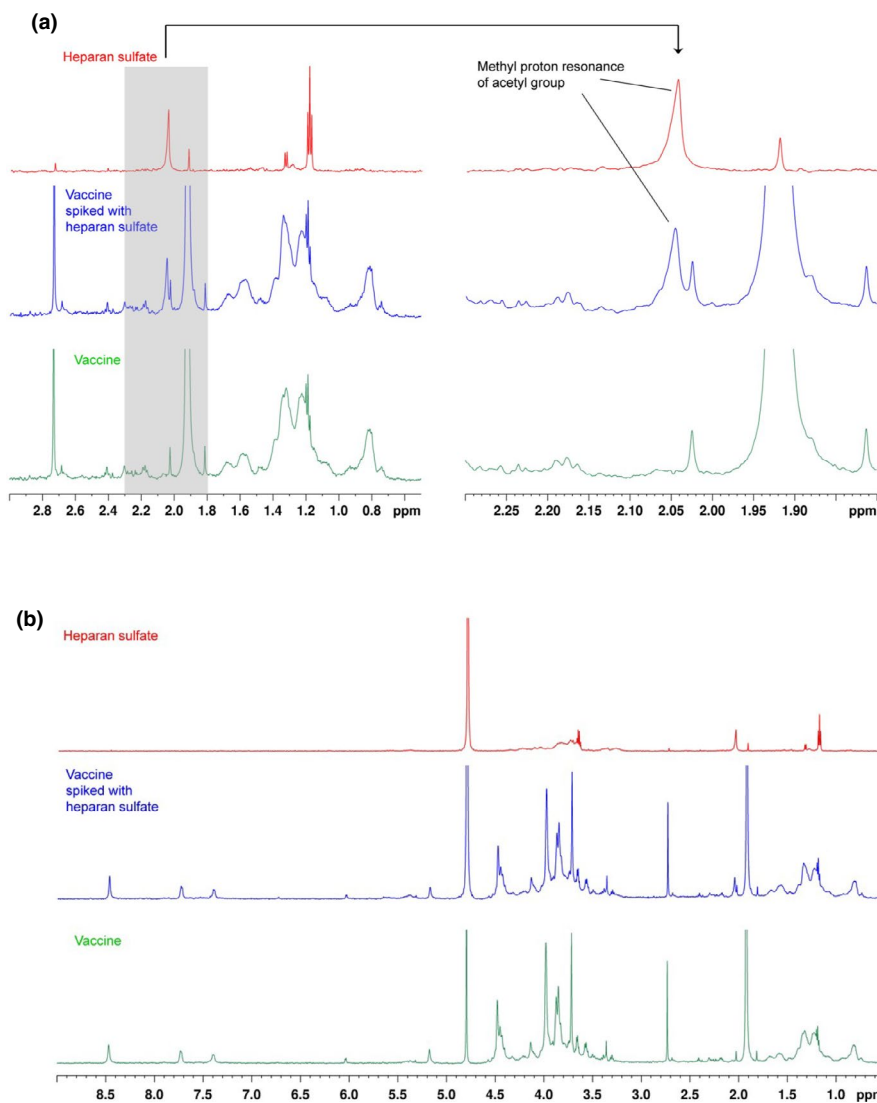 (a)
Heparan sulfate
Methyl proton resonance
of acetyl group
Vaccine
spiked with
heparan sulfate
Vaccine
2.8 2.6 2.4 2.2 2.0 1.8 1.6 1.4 1.2 1.0 0.8 ppm
2.25 2.20 2.15 2.10 2.05 2.00 1.95 1.90 ppm
(b)
Heparan sulfate
Vaccine
spiked with
heparan sulfate
Vaccine
8.5 8.0 7.5 7.0 6.5 6.0 5.5 5.0 4.5 4.0 3.5 3.0 2.5 2.0 1.5 1.0 ppm